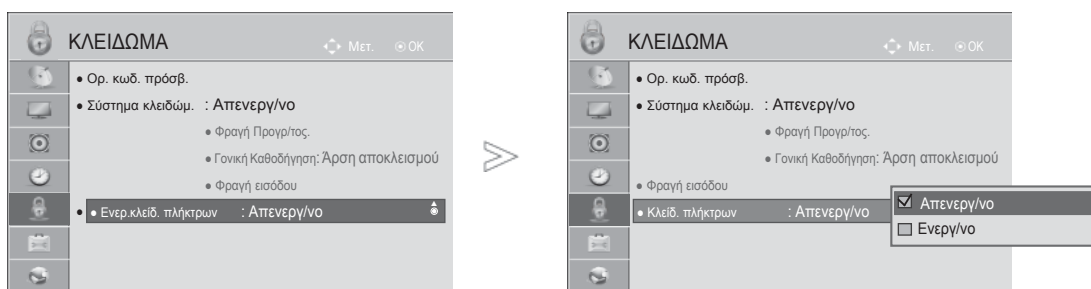 ΚΛΕΙΔΩΜΑ Μετ. OK
● Ορ. κωδ. πρόσβ.
● Σύστημα κλειδώμ. : Απενεργ/νο
● Φραγή Προγρ/τος.
● Γονική Καθοδήγηση: Άρση αποκλεισμού
● Φραγή εισόδου
● ● Ενερ.κλείδ. πλήκτρων : Απενεργ/νο
ΚΛΕΙΔΩΜΑ Μετ. OK
● Ορ. κωδ. πρόσβ.
● Σύστημα κλειδώμ. : Απενεργ/νο
● Φραγή Προγρ/τος.
● Γονική Καθοδήγηση: Άρση αποκλεισμού
● Φραγή εισόδου
● Κλείδ. πλήκτρων : Απενεργ/νο
Απενεργ/νο
Ενεργ/νο